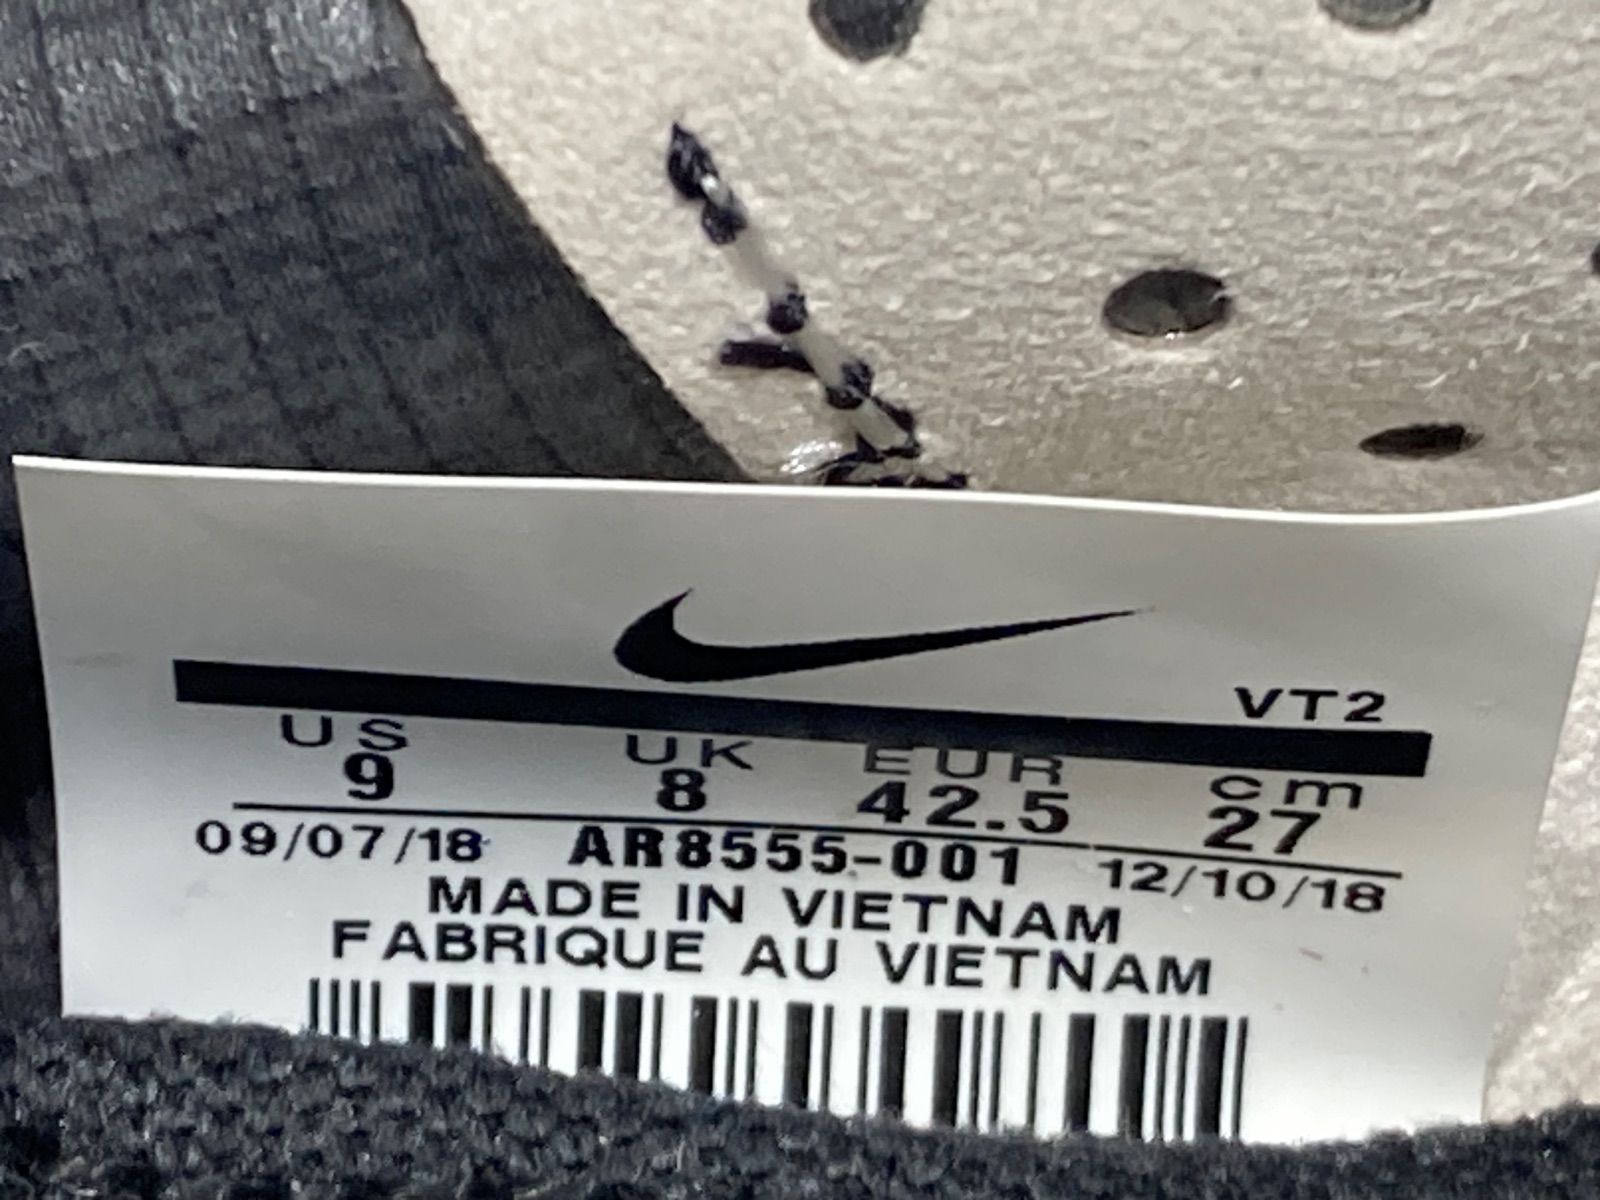 VT2
US UK EUR cm
9 8 42.5 27
09/07/18 AR8555-001 12/10/18
MADE IN VIETNAM
FABRIQUE AU VIETNAM